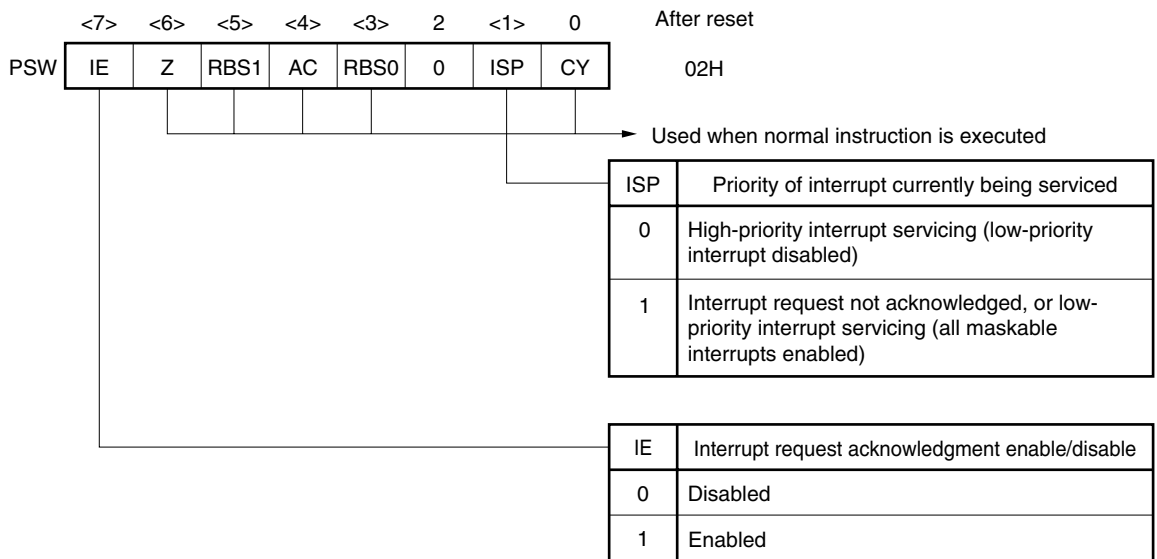 <7> <6> <5> <4> <3> 2 <1> 0 After reset
PSW IE Z RBS1 AC RBS0 0 ISP CY 02H
Used when normal instruction is executed
ISP Priority of interrupt currently being serviced
0 High-priority interrupt servicing (low-priority
interrupt disabled)
1 Interrupt request not acknowledged, or low-
priority interrupt servicing (all maskable
interrupts enabled)
IE Interrupt request acknowledgment enable/disable
0 Disabled
1 Enabled